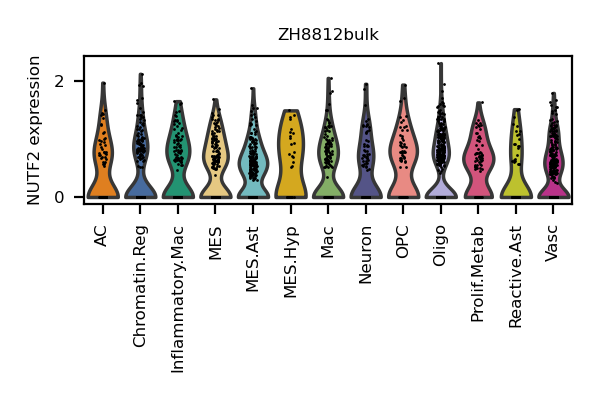 ZH8812bulk
NUTF2 expression
2
0
AC
Chromatin.Reg
Inflammatory.Mac
MES
MES.Ast
MES.Hyp
Mac
Neuron
OPC
Oligo
Prolif.Metab
Reactive.Ast
Vasc